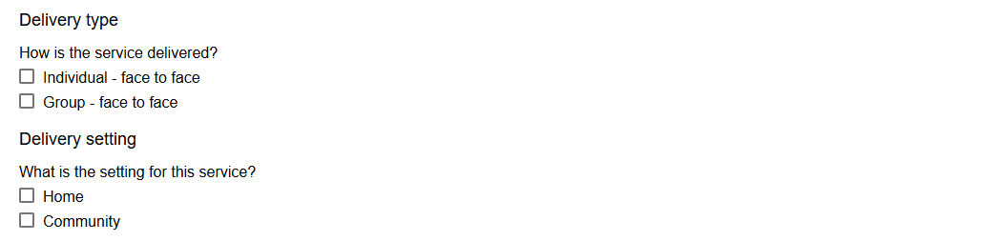 Delivery type
How is the service delivered?
Individual - face to face
Group - face to face
Delivery setting
What is the setting for this service?
Home
Community